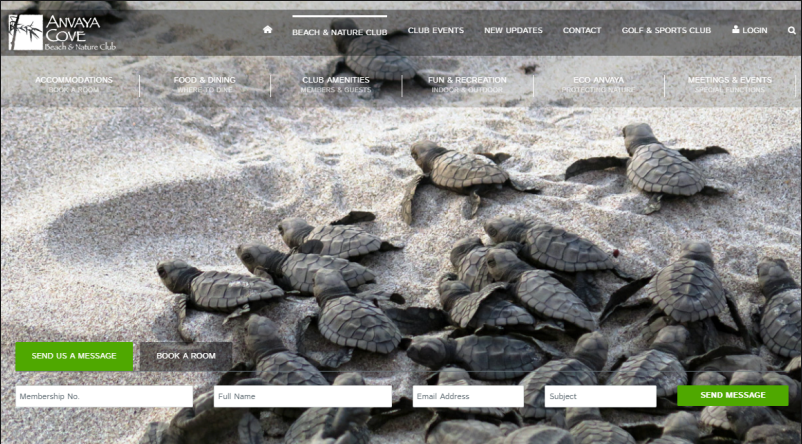 ANVAYA
COVE
Beach & Nature Club
BEACH & NATURE CLUB
CLUB EVENTS
NEW UPDATES
CONTACT
GOLF & SPORTS CLUB
LOGIN
ACCOMMODATIONS
BOOK A ROOM
FOOD & DINING
WHERE TO DINE
CLUB AMENITIES
MEMBERS & GUESTS
FUN & RECREATION
INDOOR & OUTDOOR
ECO ANVAYA
PROTECTING NATURE
MEETINGS & EVENTS
SPECIAL FUNCTIONS
SEND US A MESSAGE
BOOK A ROOM
Membership No.
Full Name
Email Address
Subject
SEND MESSAGE